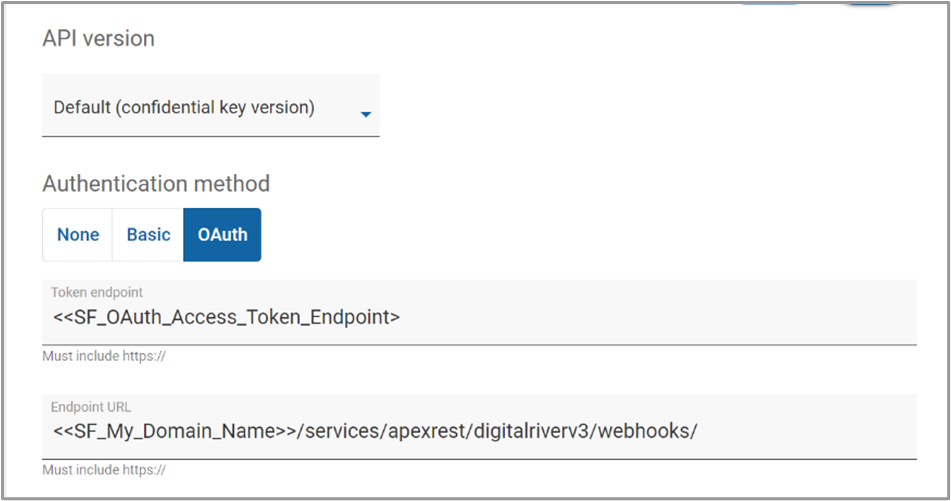 API version
Default (confidential key version)
Authentication method
None Basic OAuth
Token endpoint
<<SF_OAuth_Access_Token_Endpoint>
Must include https://
Endpoint URL
<<SF_My_Domain_Name>>/services/apexrest/digitalriverv3/webhooks/
Must include https://